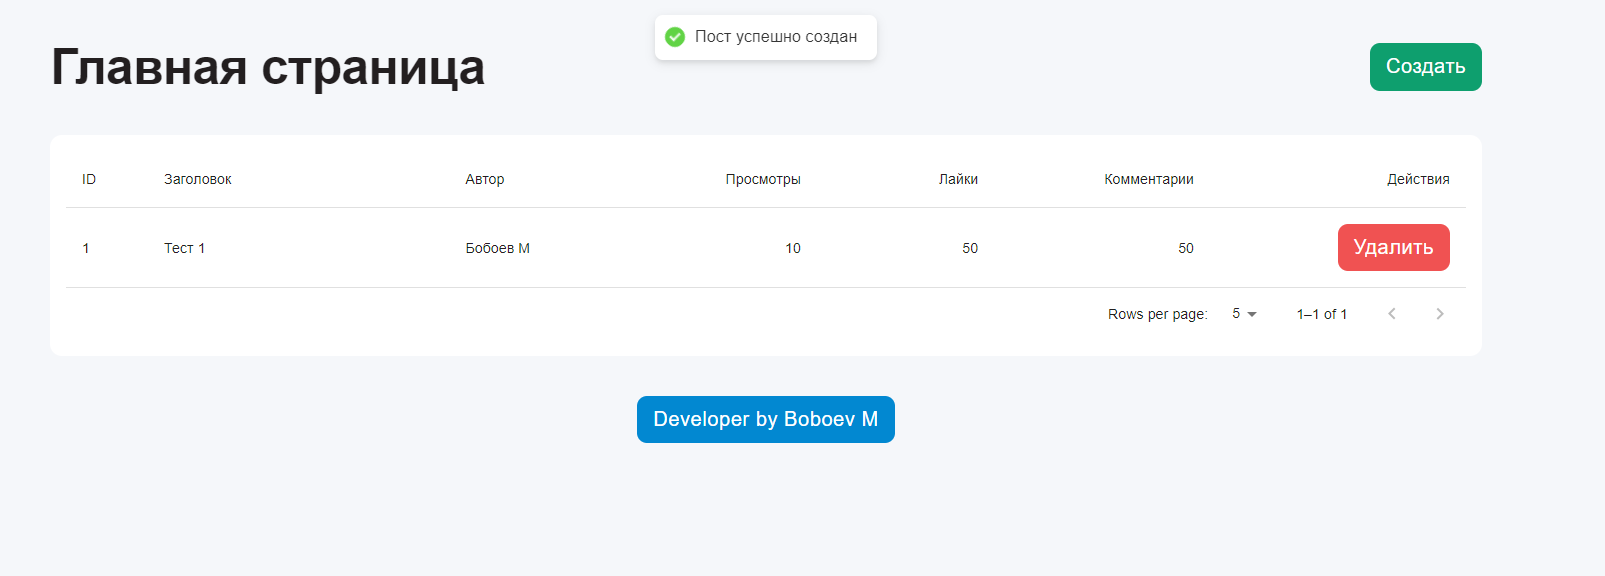 Пост успешно создан
Главная страница
Создать
ID Заголовок Автор Просмотры Лайки Комментарии Действия
1 Тест 1 Бобоев М 10 50 50 Удалить
Rows per page: 5 1–1 of 1
Developer by Boboev M